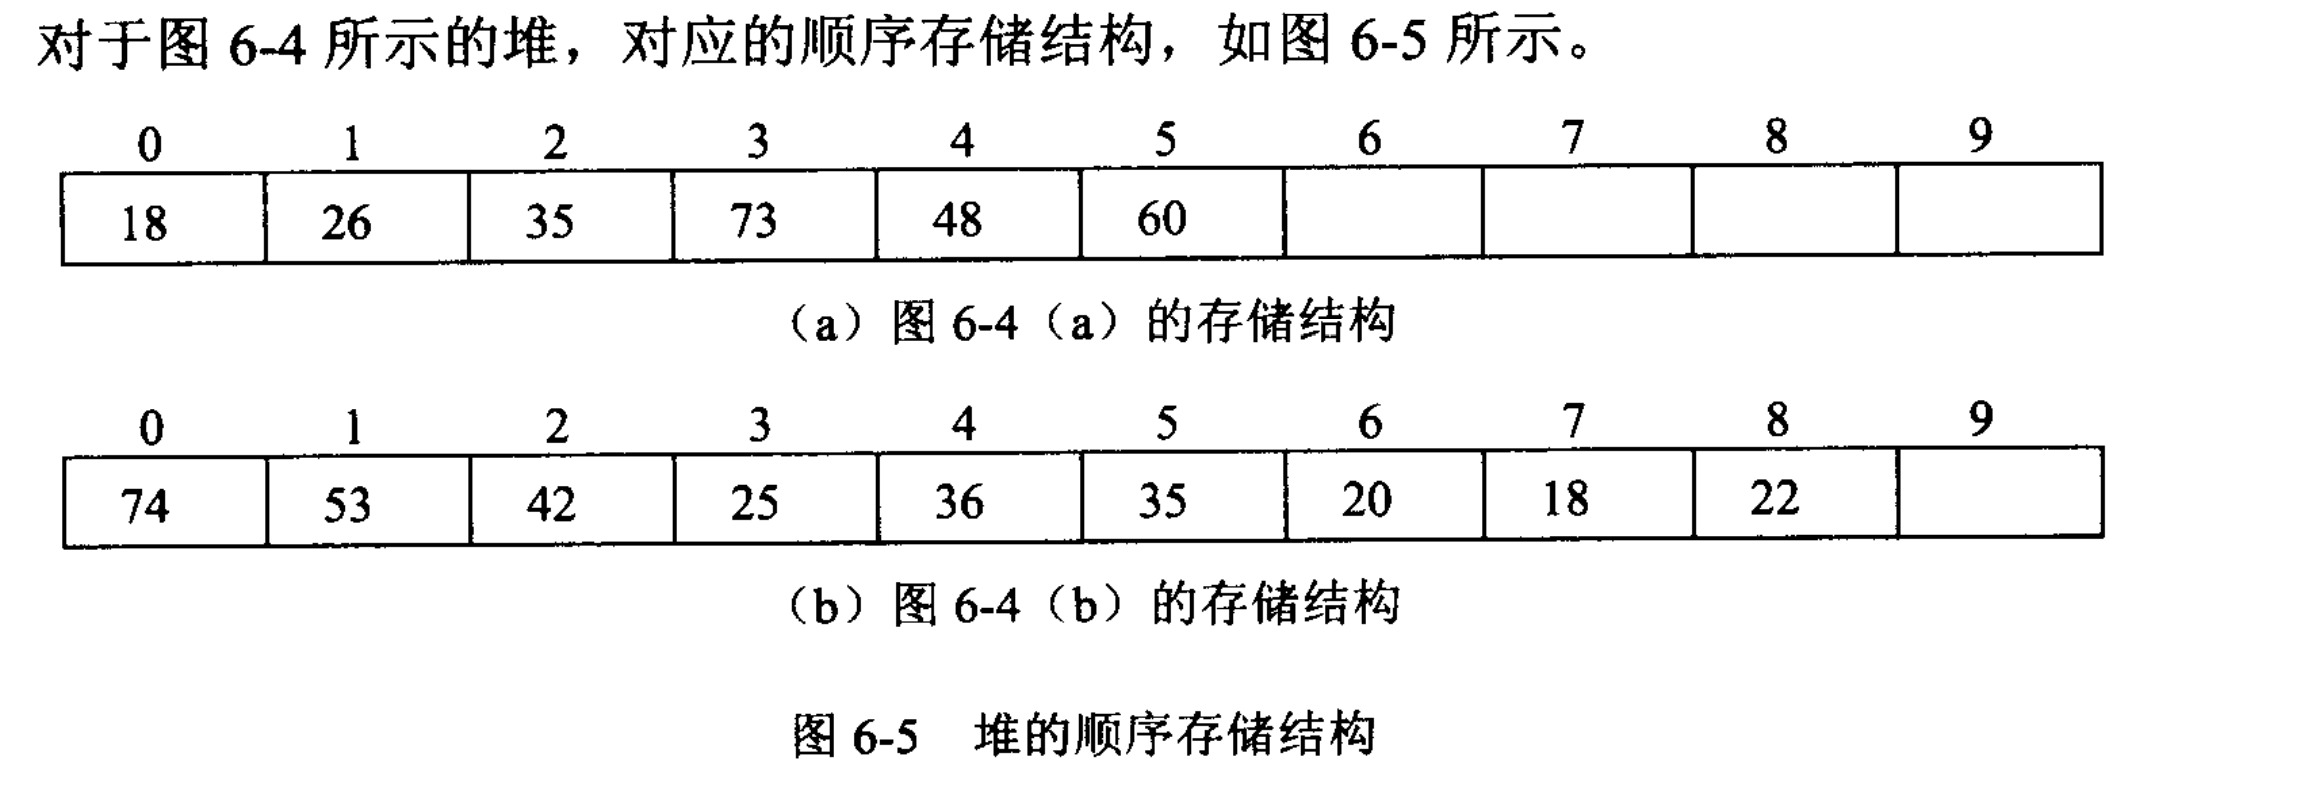 对于图 6-4 所示的堆，对应的顺序存储结构，如图 6-5 所示。
0 1 2 3 4 5 6 7 8 9
18 26 35 73 48 60
（a）图 6-4（a）的存储结构
0 1 2 3 4 5 6 7 8 9
74 53 42 25 36 35 20 18 22
（b）图 6-4（b）的存储结构
图 6-5 堆的顺序存储结构